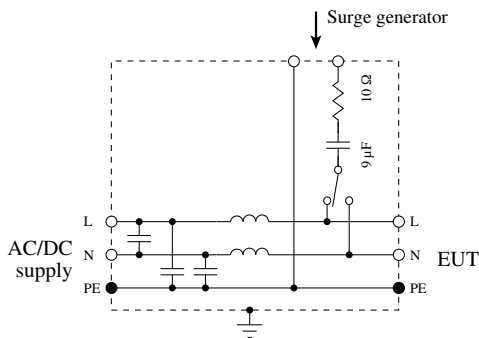 Surge generator
10 Ω
9 µF
L
L
AC/DC
supply
N
N
EUT
PE
PE